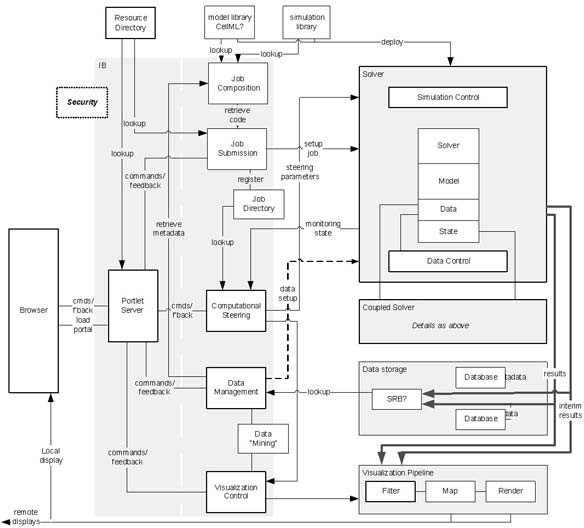 Resource
Directory
model library
CellML?
simulation
library
deploy
lookup
lookup
IB
Job
Composition
Solver
Simulation Control
Security
retrieve
code
lookup
lookup
Job
Submission
setup
job
Solver
commands/
feedback
steering
parameters
register
Model
Job
Directory
Data
retrieve
metadata
monitoring
state
State
lookup
Data Control
Browser
cmds/
f'back
load
portal
Portlet
Server
cmds/
f'back
Computational
Steering
data
setup
Coupled Solver
Details as above
Data storage
results
commands/
feedback
Data
Management
lookup
SRB?
Database
tadata
interim
results
Database
data
Data
"Mining"
Local
display
commands/
feedback
Visualization
Control
Visualization Pipeline
Filter
Map
Render
remote
displays